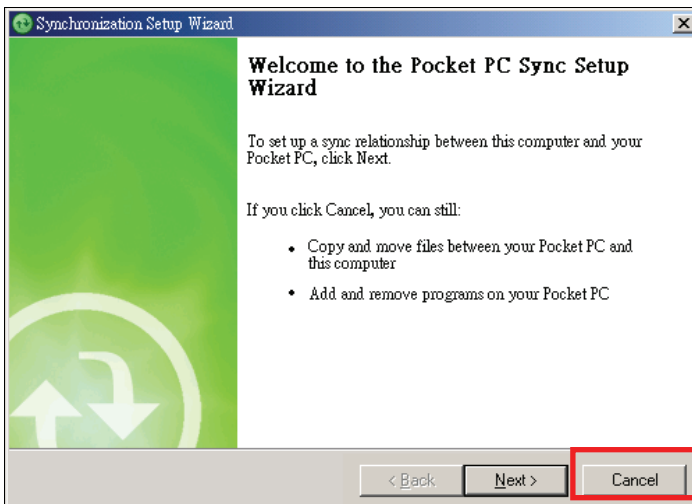 Synchronization Setup Wizard
Welcome to the Pocket PC Sync Setup
Wizard
To set up a sync relationship between this computer and your
Pocket PC, click Next.
If you click Cancel, you can still:
• Copy and move files between your Pocket PC and
this computer
• Add and remove programs on your Pocket PC
< Back Next > Cancel